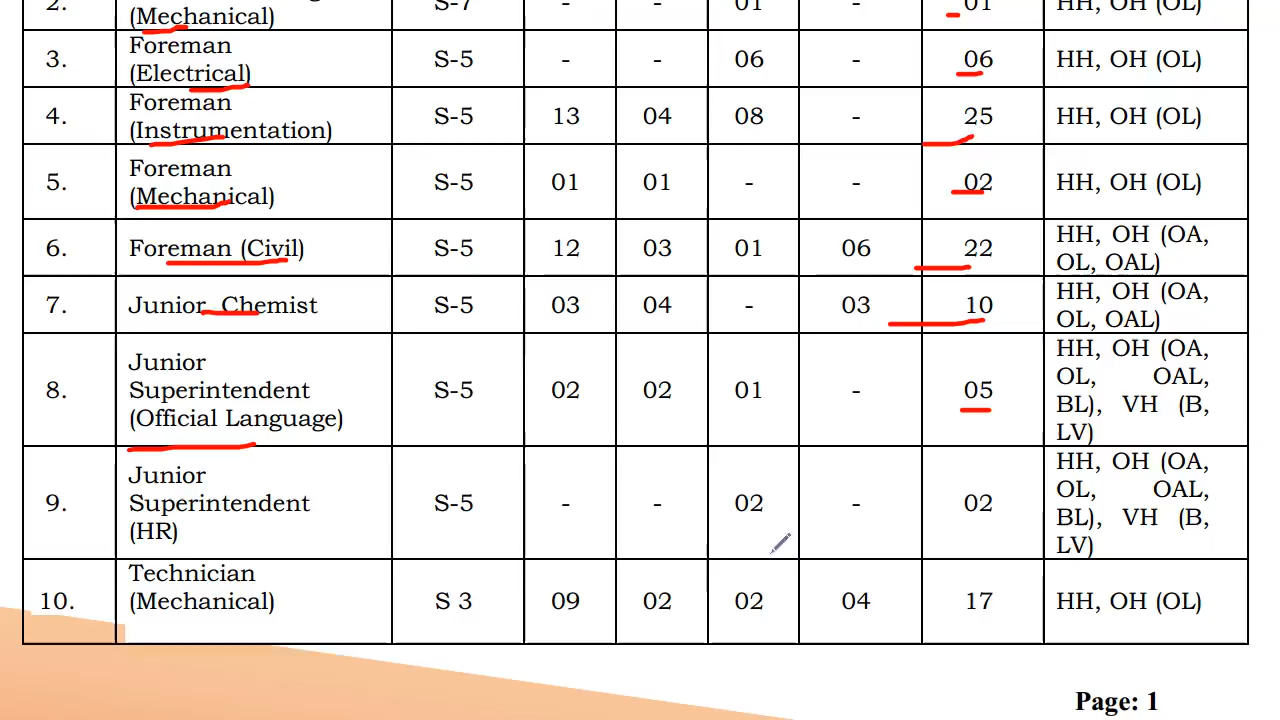 2. (Mechanical) S-7 - - 01 - 01 HH, OH (OL)
3. Foreman (Electrical) S-5 - - 06 - 06 HH, OH (OL)
4. Foreman (Instrumentation) S-5 13 04 08 - 25 HH, OH (OL)
5. Foreman (Mechanical) S-5 01 01 - - 02 HH, OH (OL)
6. Foreman (Civil) S-5 12 03 01 06 22 HH, OH (OA, OL, OAL)
7. Junior Chemist S-5 03 04 - 03 10 HH, OH (OA, OL, OAL)
8. Junior Superintendent (Official Language) S-5 02 02 01 - 05 HH, OH (OA, OL, OAL, BL), VH (B, LV)
9. Junior Superintendent (HR) S-5 - - 02 - 02 HH, OH (OA, OL, OAL, BL), VH (B, LV)
10. Technician (Mechanical) S 3 09 02 02 04 17 HH, OH (OL)
Page: 1